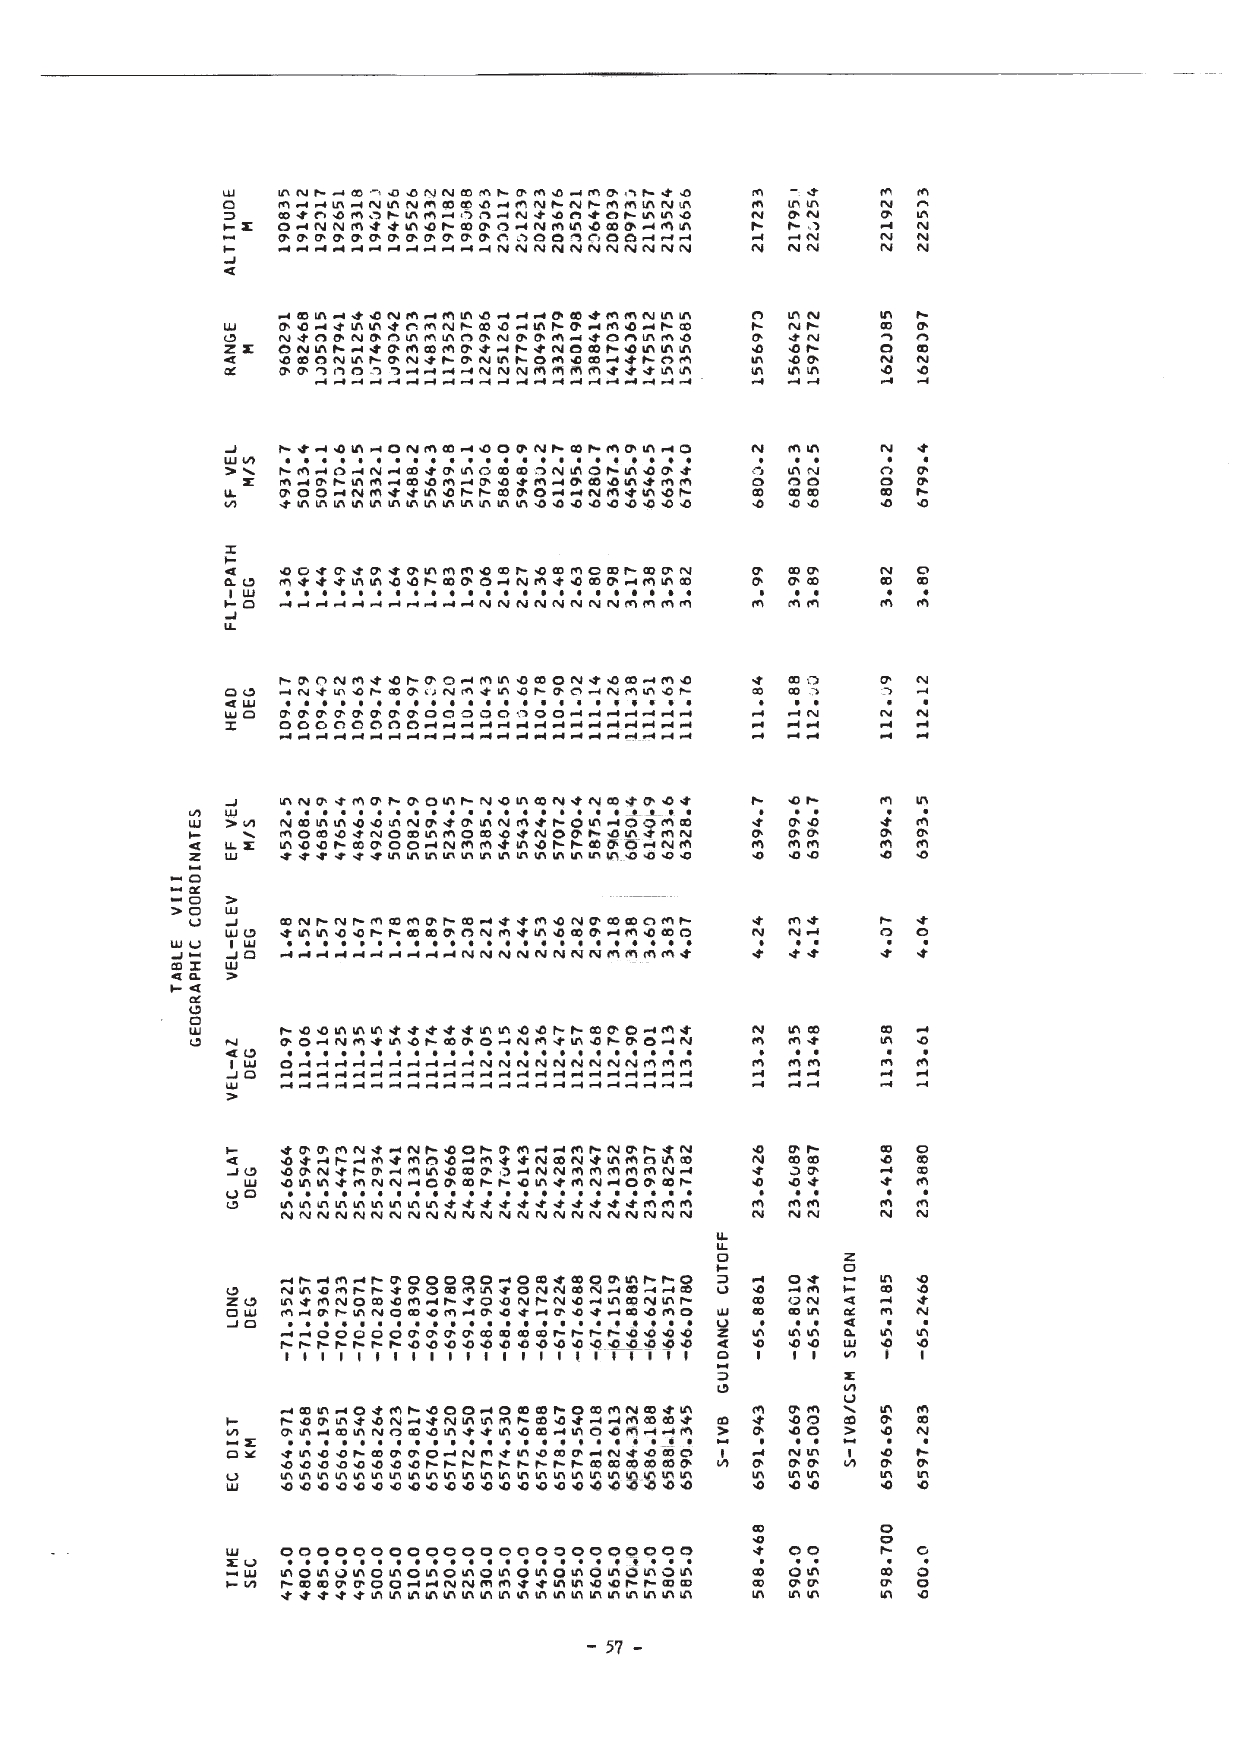 TABLE VIII
GEOGRAPHIC COORDINATES
TIME EC DIST LONG GC LAT VEL-AZ VEL-ELEV EF VEL HEAD FLT-PATH SF VEL RANGE ALTITUDE
SEC KM DEG DEG DEG DEG M/S DEG DEG M/S M M
475.0 6564.971 -71.3521 25.6664 110.97 1.48 4532.5 109.17 1.36 4937.7 960291 190835
480.0 6565.568 -71.1457 25.5949 111.06 1.52 4608.2 109.29 1.40 5013.4 982468 191412
485.0 6566.195 -70.9361 25.5219 111.16 1.57 4685.9 109.40 1.44 5091.1 1005015 192017
490.0 6566.851 -70.7233 25.4473 111.25 1.62 4765.4 109.52 1.49 5170.6 1027941 192651
495.0 6567.540 -70.5071 25.3712 111.35 1.67 4846.3 109.63 1.54 5251.5 1051254 193318
500.0 6568.264 -70.2877 25.2934 111.45 1.73 4926.9 109.74 1.59 5332.1 1074956 194020
505.0 6569.023 -70.0649 25.2141 111.54 1.78 5005.7 109.86 1.64 5411.0 1099042 194756
510.0 6569.817 -69.8390 25.1332 111.64 1.83 5082.9 109.97 1.69 5488.2 1123503 195526
515.0 6570.646 -69.6100 25.0507 111.74 1.89 5159.0 110.09 1.75 5564.3 1148331 196332
520.0 6571.520 -69.3780 24.9666 111.84 1.97 5234.5 110.20 1.83 5639.8 1173523 197182
525.0 6572.450 -69.1430 24.8810 111.94 2.08 5309.7 110.31 1.93 5715.1 1199075 198088
530.0 6573.451 -68.9050 24.7937 112.05 2.21 5385.2 110.43 2.06 5790.6 1224986 199063
535.0 6574.530 -68.6641 24.7049 112.15 2.34 5462.6 110.55 2.18 5868.0 1251261 200117
540.0 6575.678 -68.4200 24.6143 112.26 2.44 5543.5 110.66 2.27 5948.9 1277911 201239
545.0 6576.888 -68.1728 24.5221 112.36 2.53 5624.8 110.78 2.36 6030.2 1304951 202423
550.0 6578.167 -67.9224 24.4281 112.47 2.66 5707.2 110.90 2.48 6112.7 1332379 203676
555.0 6579.540 -67.6688 24.3323 112.57 2.82 5790.4 111.02 2.63 6195.8 1360198 205021
560.0 6581.018 -67.4120 24.2347 112.68 2.99 5875.2 111.14 2.80 6280.7 1388414 206473
565.0 6582.613 -67.1519 24.1352 112.79 3.18 5961.8 111.26 2.98 6367.3 1417033 208039
570.0 6584.332 -66.8885 24.0339 112.90 3.38 6050.4 111.38 3.17 6455.9 1446063 209730
575.0 6586.188 -66.6217 23.9307 113.01 3.60 6140.9 111.51 3.38 6546.5 1475512 211557
580.0 6588.184 -66.3517 23.8254 113.13 3.83 6233.6 111.63 3.59 6639.1 1505375 213524
585.0 6590.345 -66.0780 23.7182 113.24 4.07 6328.4 111.76 3.82 6734.0 1535685 215656
S-IVB GUIDANCE CUTOFF
588.468 6591.943 -65.8861 23.6426 113.32 4.24 6394.7 111.84 3.99 6800.2 1556970 217233
590.0 6592.669 -65.8010 23.6089 113.35 4.23 6399.6 111.88 3.98 6805.3 1566425
595.0 6595.003 -65.5234 23.4987 113.48 4.14 6396.7 112.00 3.89 6802.5 1597272 220254
S-IVB/CSM SEPARATION
598.700 6596.695 -65.3185 23.4168 113.58 4.07 6394.3 112.09 3.82 6800.2 1620085 221923
600.0 6597.283 -65.2466 23.3880 113.61 4.04 6393.5 112.12 3.80 6799.4 1628097 222503
- 57 -